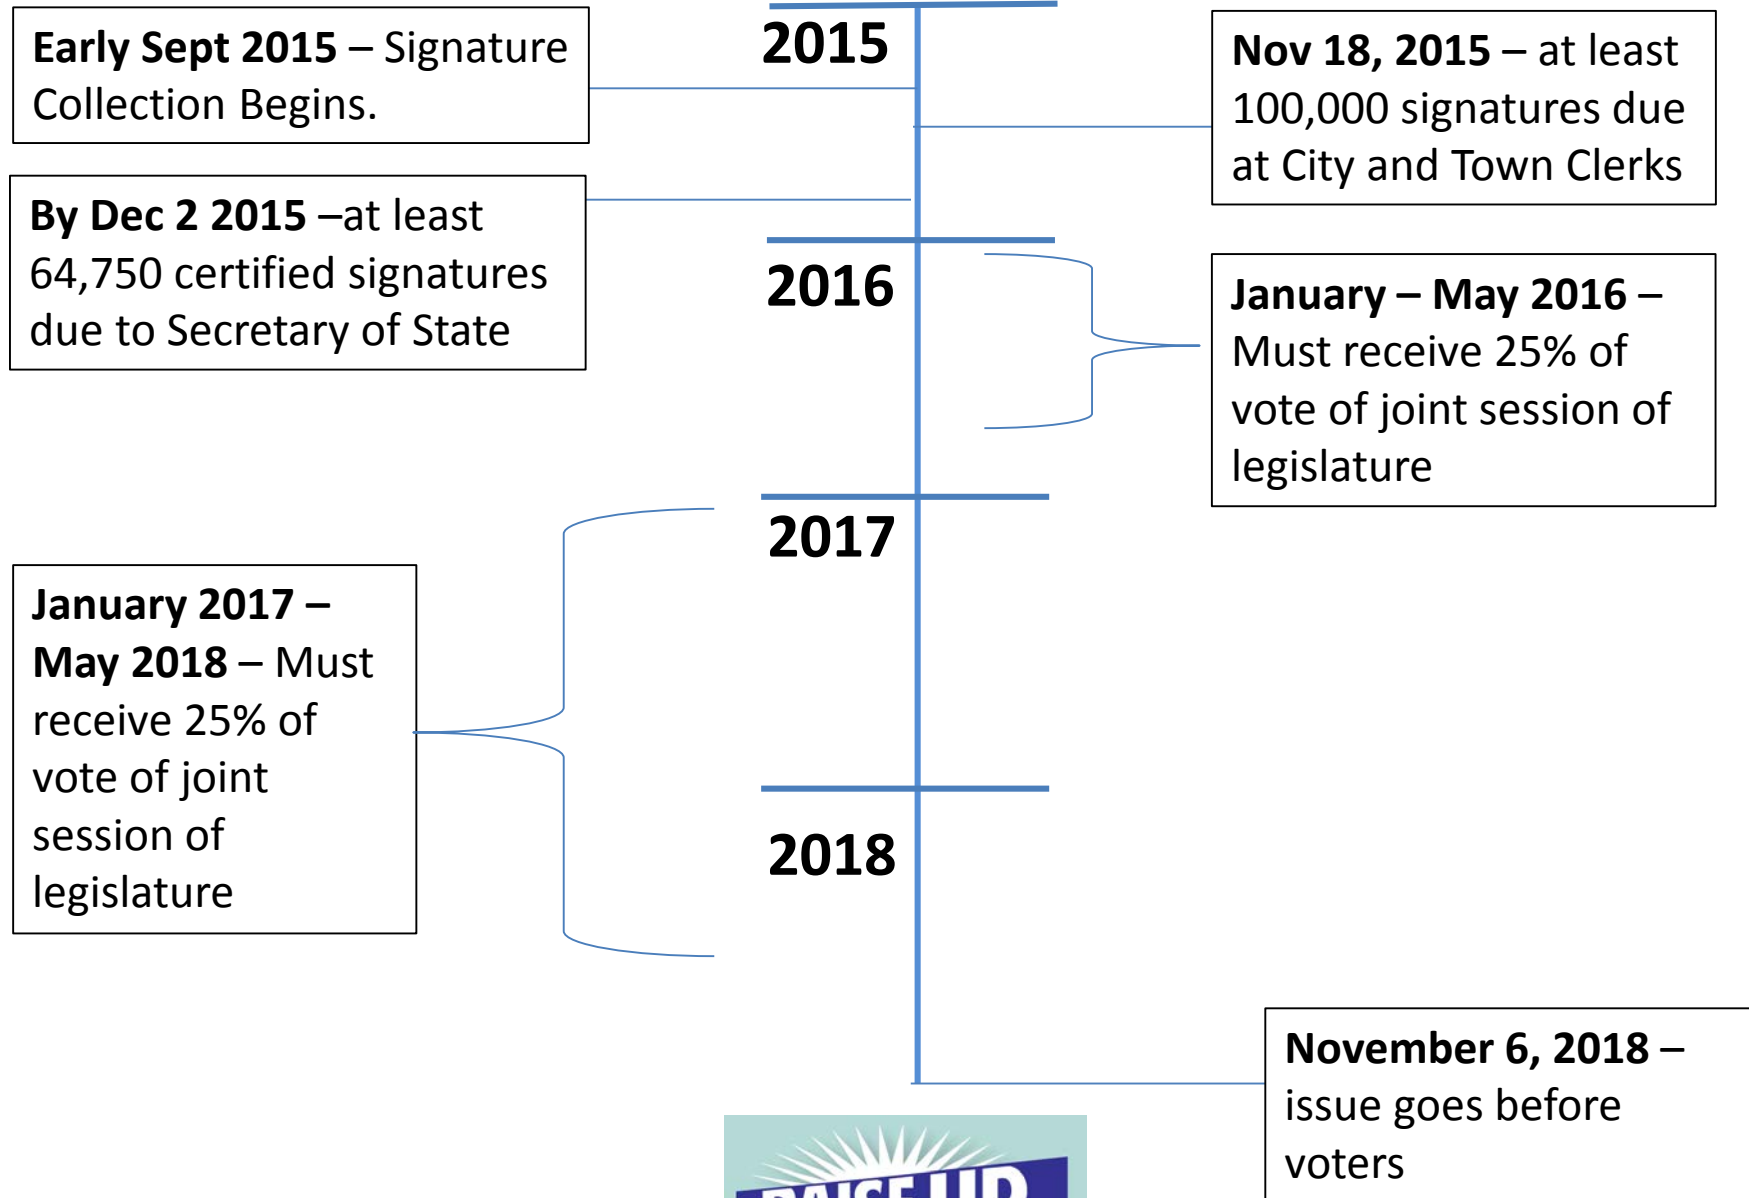 2015
Early Sept 2015 – Signature
Collection Begins.
Nov 18, 2015 – at least
100,000 signatures due
at City and Town Clerks
By Dec 2 2015 –at least
64,750 certified signatures
due to Secretary of State
2016
January – May 2016 –
Must receive 25% of
vote of joint session of
legislature
2017
January 2017 –
May 2018 – Must
receive 25% of
vote of joint
session of
legislature
2018
November 6, 2018 –
issue goes before
voters
RAISE UP